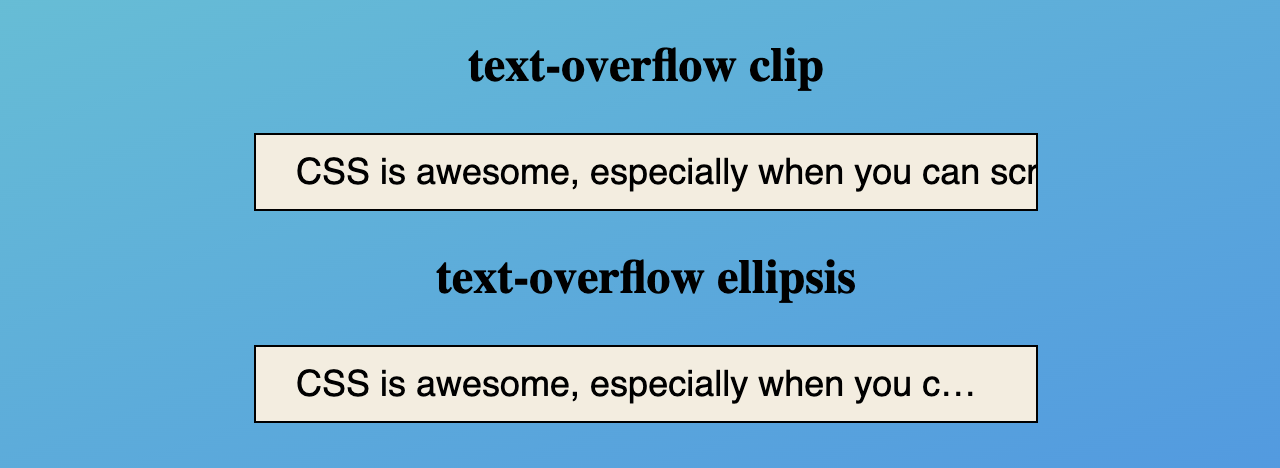 text-overflow clip
CSS is awesome, especially when you can scr
text-overflow ellipsis
CSS is awesome, especially when you c…